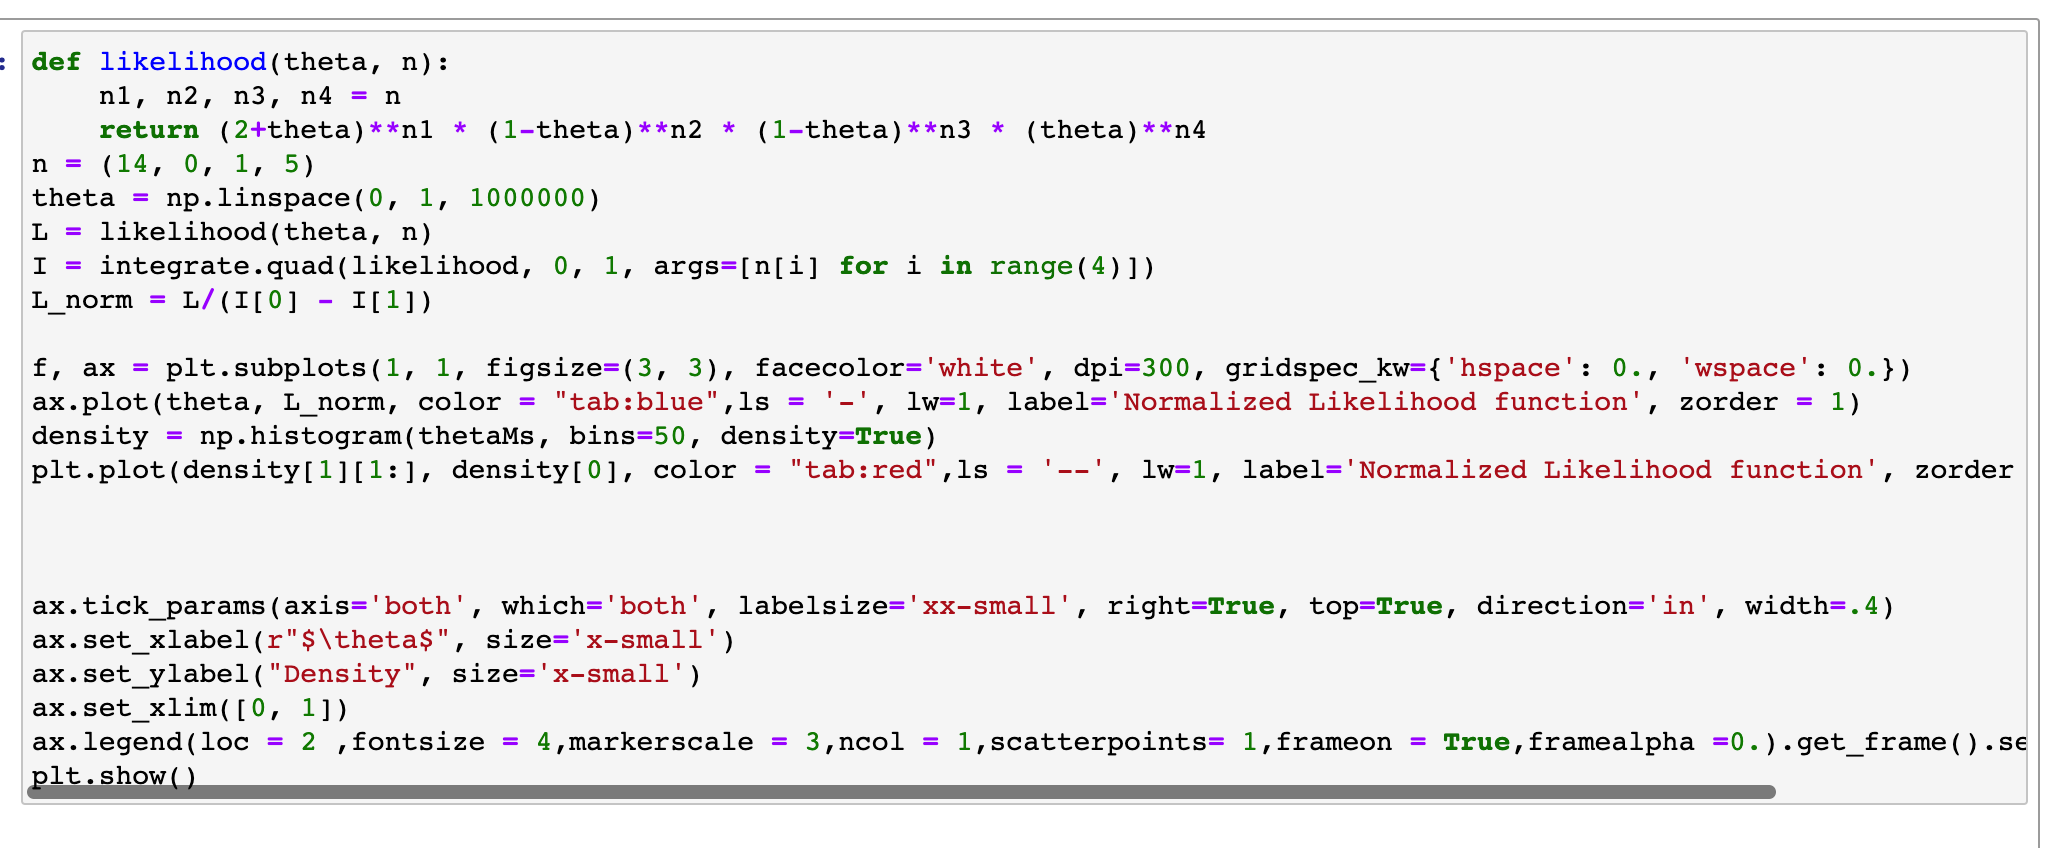 :
def likelihood(theta, n):
    n1, n2, n3, n4 = n
    return (2+theta)**n1 * (1-theta)**n2 * (1-theta)**n3 * (theta)**n4
n = (14, 0, 1, 5)
theta = np.linspace(0, 1, 1000000)
L = likelihood(theta, n)
I = integrate.quad(likelihood, 0, 1, args=[n[i] for i in range(4)])
L_norm = L/(I[0] - I[1])

f, ax = plt.subplots(1, 1, figsize=(3, 3), facecolor='white', dpi=300, gridspec_kw={'hspace': 0., 'wspace': 0.})
ax.plot(theta, L_norm, color = "tab:blue",ls = '-', lw=1, label='Normalized Likelihood function', zorder = 1)
density = np.histogram(thetaMs, bins=50, density=True)
plt.plot(density[1][1:], density[0], color = "tab:red",ls = '--', lw=1, label='Normalized Likelihood function', zorder

ax.tick_params(axis='both', which='both', labelsize='xx-small', right=True, top=True, direction='in', width=.4)
ax.set_xlabel(r"$\theta$", size='x-small')
ax.set_ylabel("Density", size='x-small')
ax.set_xlim([0, 1])
ax.legend(loc = 2 ,fontsize = 4,markerscale = 3,ncol = 1,scatterpoints= 1,frameon = True,framealpha =0.).get_frame().se
plt.show()